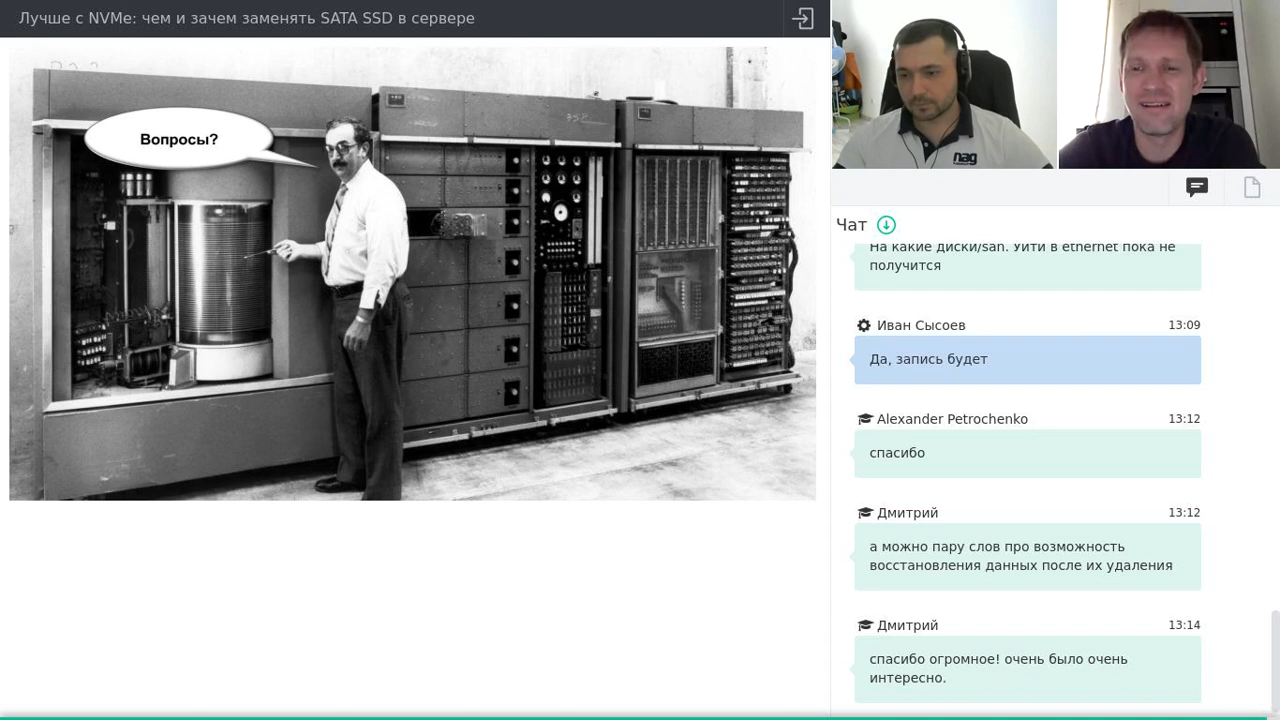 Лучше с NVMe: чем и зачем заменять SATA SSD в сервере
Вопросы?
nag
Чат
На какие диски/san. Уйти в ethernet пока не
получится
Иван Сысоев 13:09
Да, запись будет
Alexander Petrochenko 13:12
спасибо
Дмитрий 13:12
а можно пару слов про возможность
восстановления данных после их удаления
Дмитрий 13:14
спасибо огромное! очень было очень
интересно.